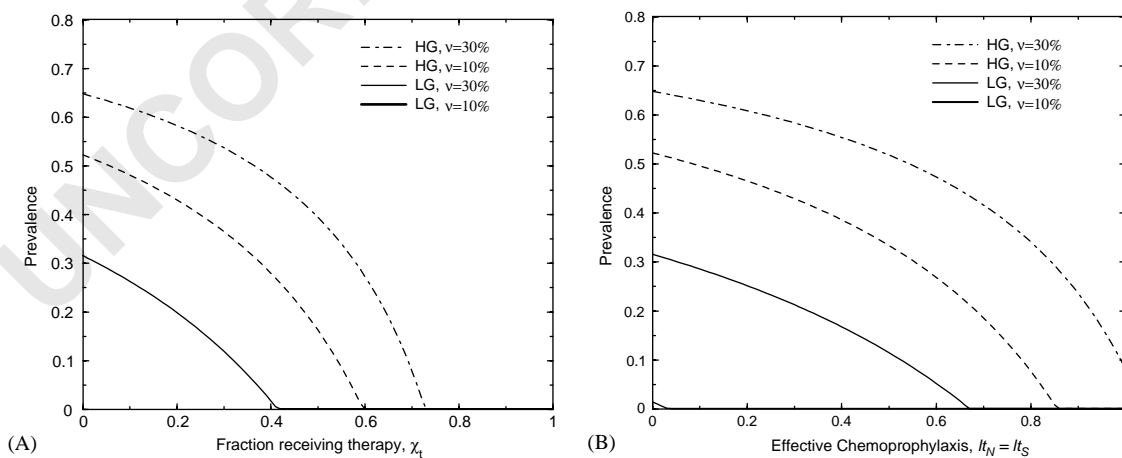 UNCOR
0.8
0.7
0.6
0.5
0.4
0.3
0.2
0.1
0
Prevalence
HG, ν=30%
HG, ν=10%
LG, ν=30%
LG, ν=10%
0 0.2 0.4 0.6 0.8 1
(A) Fraction receiving therapy, χt
0.8
0.7
0.6
0.5
0.4
0.3
0.2
0.1
0
Prevalence
HG, ν=30%
HG, ν=10%
LG, ν=30%
LG, ν=10%
0 0.2 0.4 0.6 0.8
(B) Effective Chemoprophylaxis, ltN = ltS